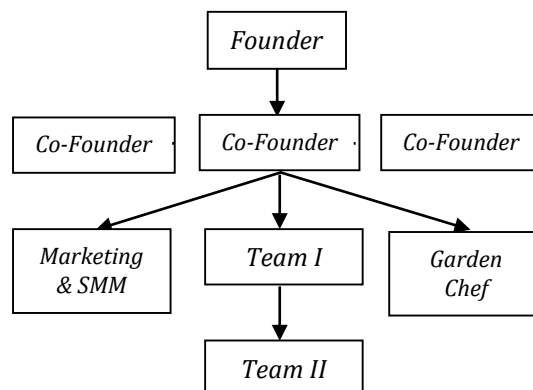 Founder
Co-Founder
Co-Founder
Co-Founder
Marketing
& SMM
Team I
Garden
Chef
Team II